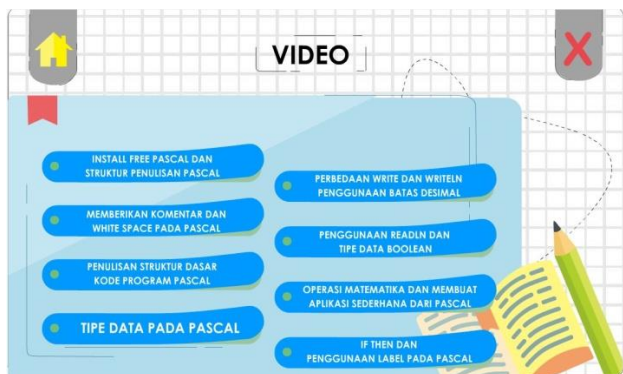 VIDEO
INSTALL FREE PASCAL DAN
STRUKTUR PENULISAN PASCAL
MEMBERIKAN KOMENTAR DAN
WHITE SPACE PADA PASCAL
PENULISAN STRUKTUR DASAR
KODE PROGRAM PASCAL
TIPE DATA PADA PASCAL
PERBEDAAN WRITE DAN WRITELN
PENGGUNAAN BATAS DESIMAL
PENGGUNAAN READLN DAN
TIPE DATA BOOLEAN
OPERASI MATEMATIKA DAN MEMBUAT
APLIKASI SEDERHANA DARI PASCAL
IF THEN DAN
PENGGUNAAN LABEL PADA PASCAL